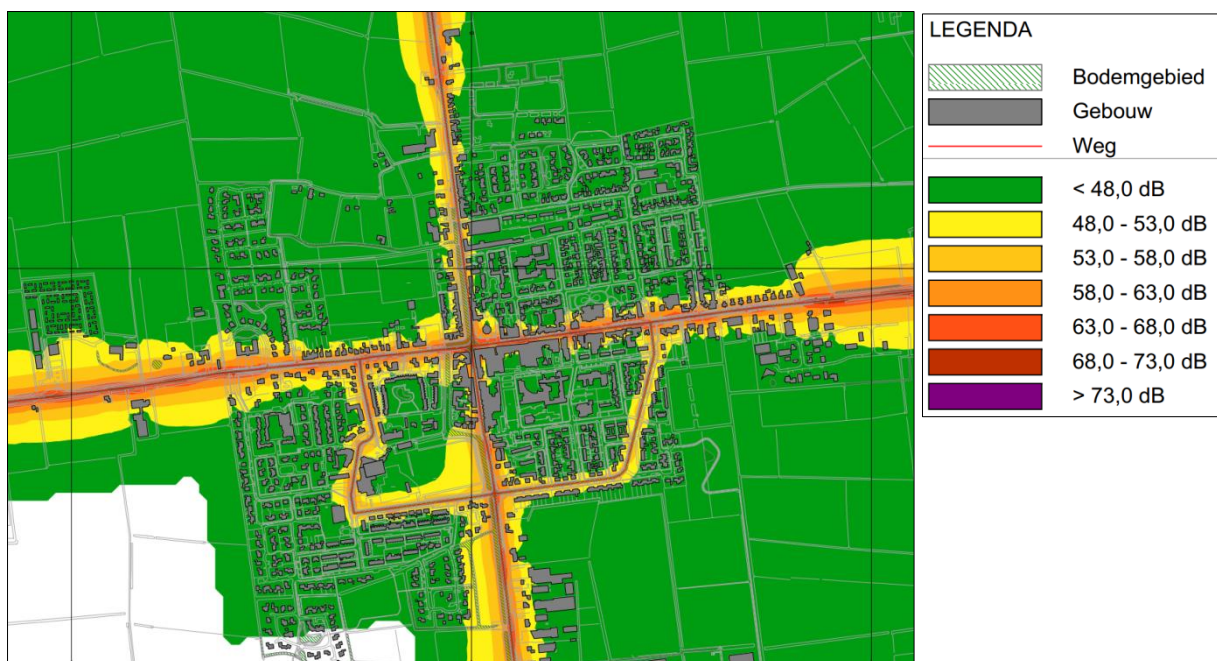 LEGENDA
Bodemgebied
Gebouw
Weg
< 48,0 dB
48,0 - 53,0 dB
53,0 - 58,0 dB
58,0 - 63,0 dB
63,0 - 68,0 dB
68,0 - 73,0 dB
> 73,0 dB